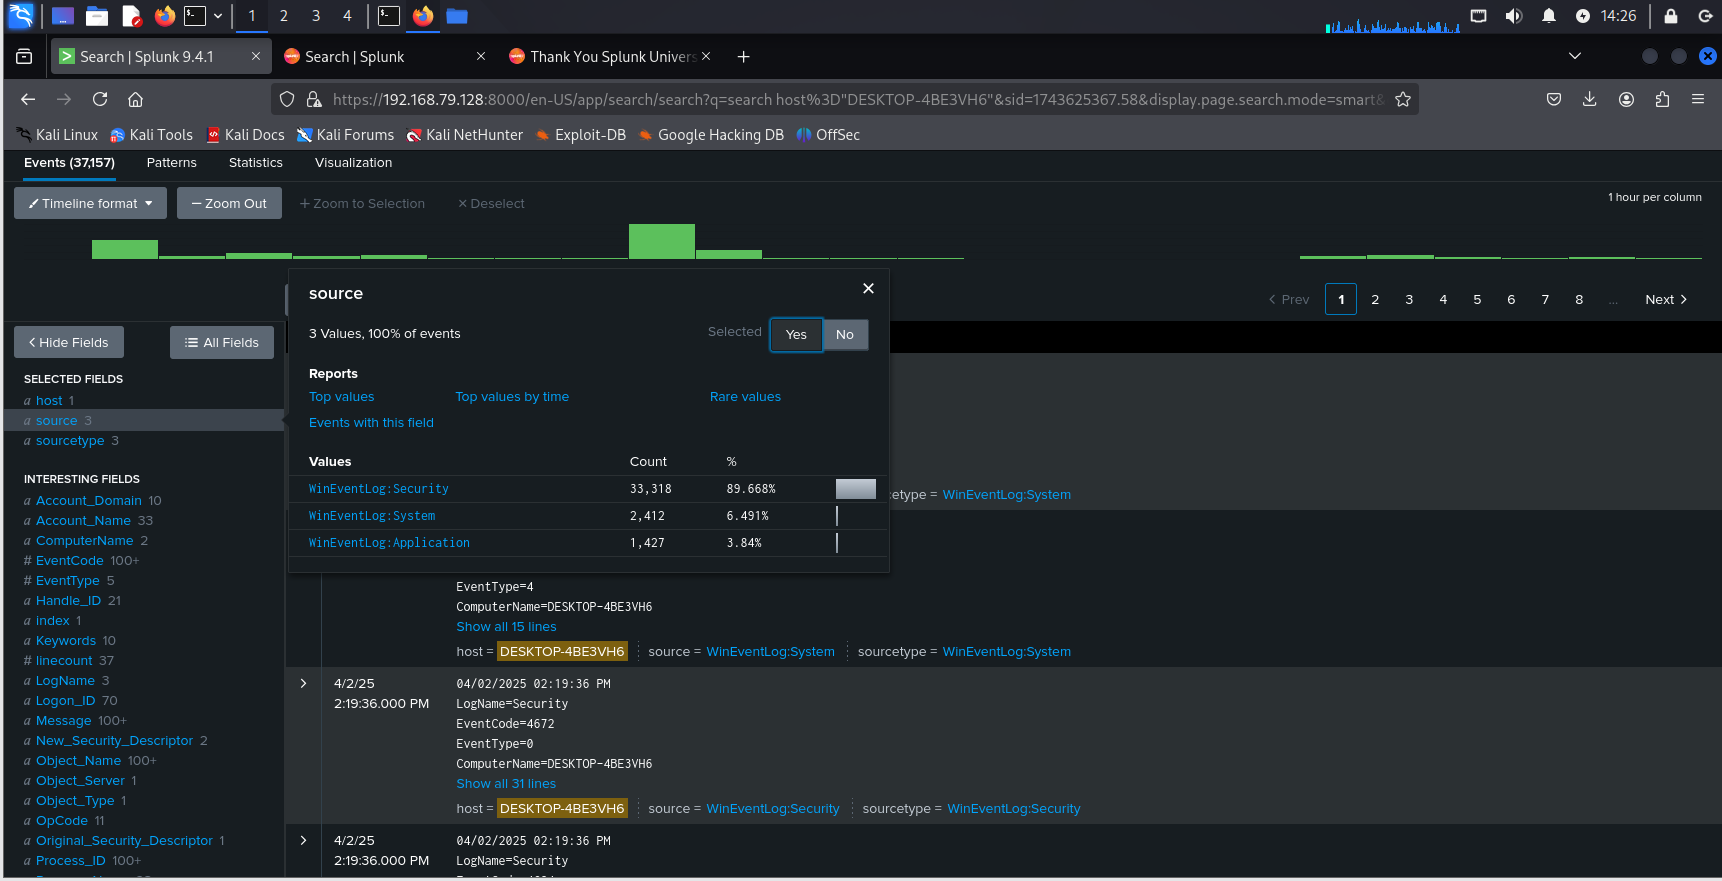 1 2 3 4 14:26
Search | Splunk 9.4.1 Search | Splunk Thank You Splunk Univers
https://192.168.79.128:8000/en-US/app/search/search?q=search host%3D"DESKTOP-4BE3VH6"&sid=1743625367.58&display.page.search.mode=smart&
Kali Linux Kali Tools Kali Docs Kali Forums Kali NetHunter Exploit-DB Google Hacking DB OffSec
Events (37,157) Patterns Statistics Visualization
Timeline format Zoom Out Zoom to Selection Deselect 1 hour per column
Prev 1 2 3 4 5 6 7 8 ... Next
source
3 Values, 100% of events Selected Yes No
Reports
Top values Top values by time Rare values
Events with this field
Values Count %
WinEventLog:Security 33,318 89.668%
WinEventLog:System 2,412 6.491%
WinEventLog:Application 1,427 3.84%
Hide Fields All Fields
SELECTED FIELDS
a host 1
a source 3
a sourcetype 3
INTERESTING FIELDS
a Account_Domain 10
a Account_Name 33
a ComputerName 2
# EventCode 100+
# EventType 5
a Handle_ID 21
a index 1
a Keywords 10
# linecount 37
a LogName 3
a Logon_ID 70
a Message 100+
a New_Security_Descriptor 2
a Object_Name 100+
a Object_Server 1
a Object_Type 1
a OpCode 11
a Original_Security_Descriptor 1
a Process_ID 100+
etype = WinEventLog:System
EventType=4
ComputerName=DESKTOP-4BE3VH6
Show all 15 lines
host = DESKTOP-4BE3VH6 source = WinEventLog:System sourcetype = WinEventLog:System
4/2/25 04/02/2025 02:19:36 PM
2:19:36.000 PM LogName=Security
EventCode=4672
EventType=0
ComputerName=DESKTOP-4BE3VH6
Show all 31 lines
host = DESKTOP-4BE3VH6 source = WinEventLog:Security sourcetype = WinEventLog:Security
4/2/25 04/02/2025 02:19:36 PM
2:19:36.000 PM LogName=Security